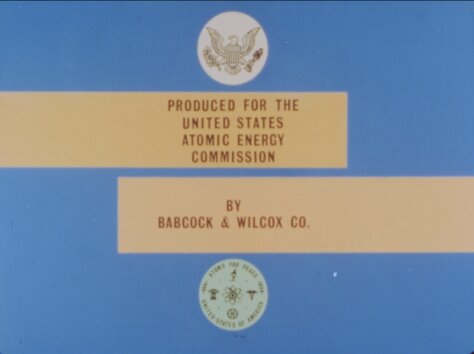 PRODUCED FOR THE
UNITED STATES
ATOMIC ENERGY
COMMISSION
BY
BABCOCK & WILCOX CO.
ATOMS FOR PEACE
UNITED STATES OF AMERICA